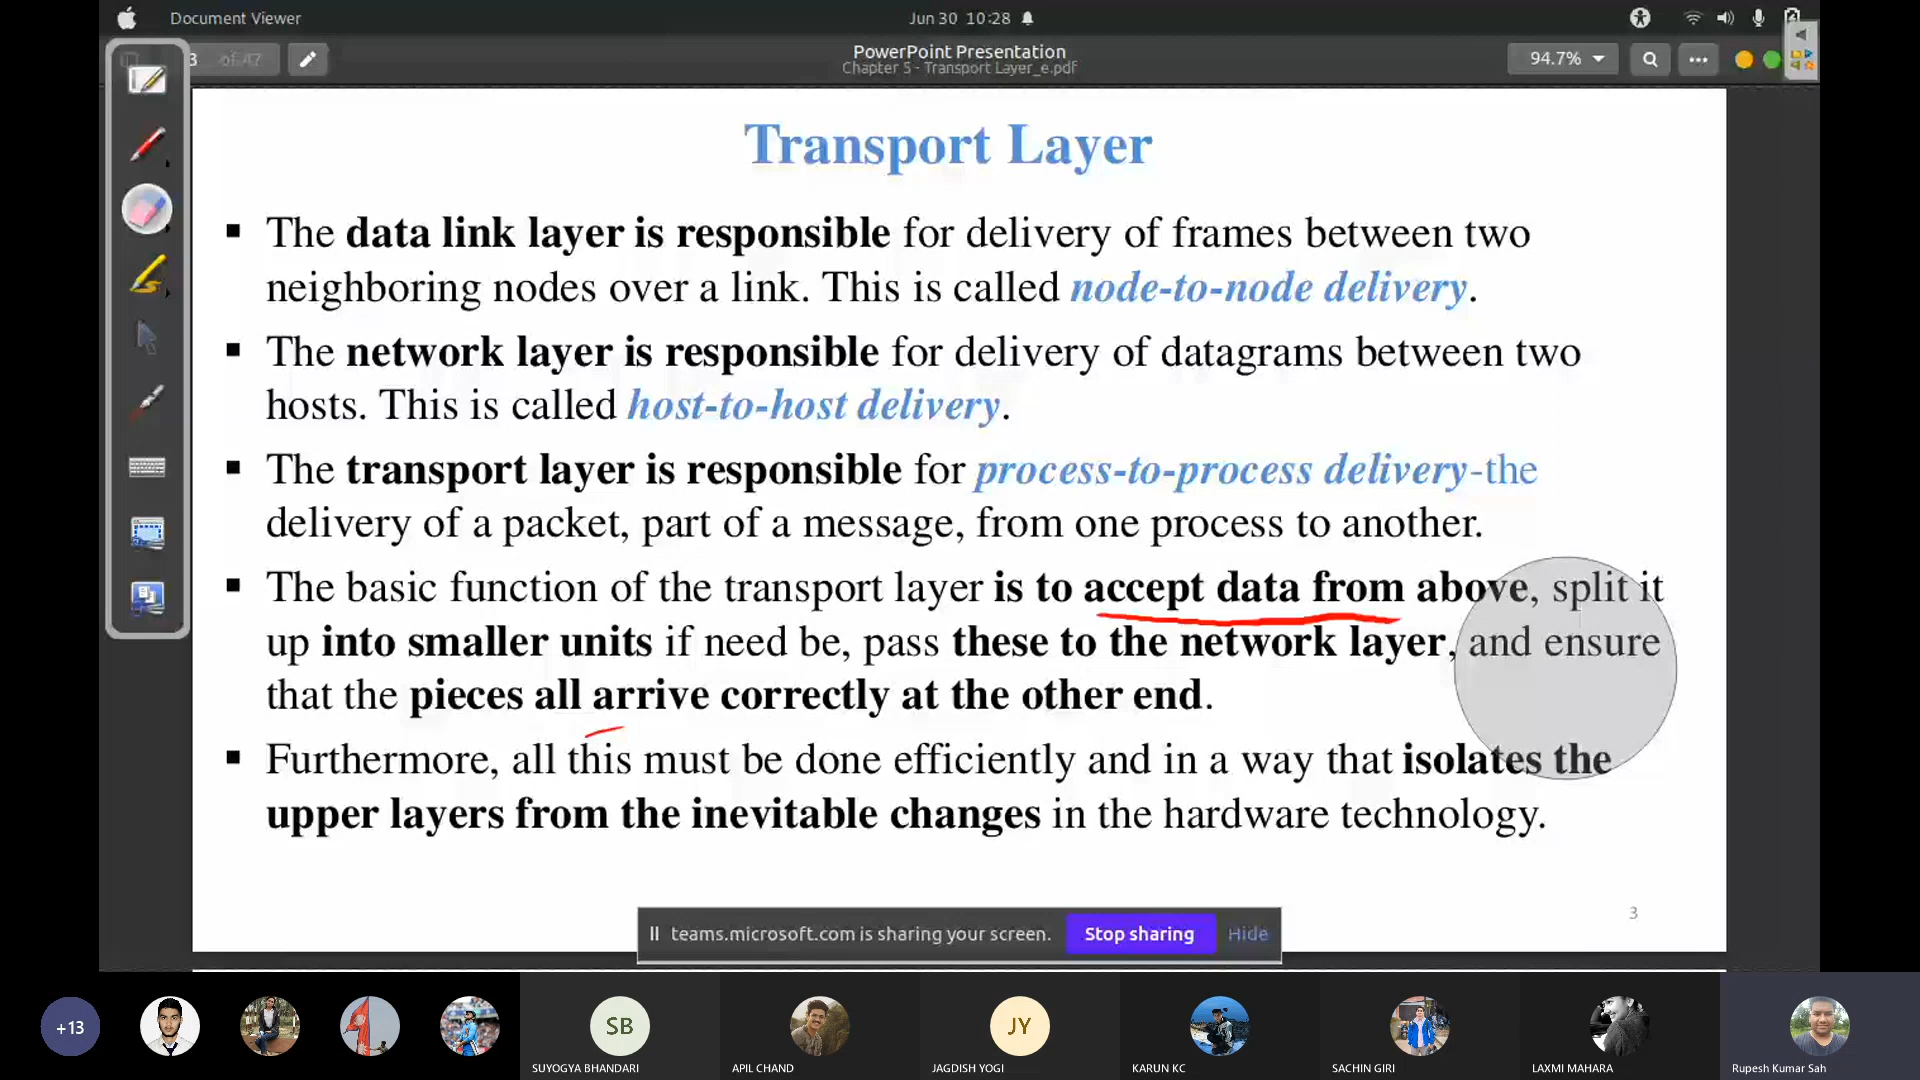 Document Viewer
Jun 30 10:28
3 of 47
PowerPoint Presentation
Chapter 5 - Transport Layer_e.pdf
94.7%
Transport Layer
▪ The data link layer is responsible for delivery of frames between two
neighboring nodes over a link. This is called node-to-node delivery.
▪ The network layer is responsible for delivery of datagrams between two
hosts. This is called host-to-host delivery.
▪ The transport layer is responsible for process-to-process delivery-the
delivery of a packet, part of a message, from one process to another.
▪ The basic function of the transport layer is to accept data from above, split it
up into smaller units if need be, pass these to the network layer, and ensure
that the pieces all arrive correctly at the other end.
▪ Furthermore, all this must be done efficiently and in a way that isolates the
upper layers from the inevitable changes in the hardware technology.
3
teams.microsoft.com is sharing your screen.
Stop sharing
Hide
+13
SB
JY
SUYOGYA BHANDARI
APIL CHAND
JAGDISH YOGI
KARUN KC
SACHIN GIRI
LAXMI MAHARA
Rupesh Kumar Sah